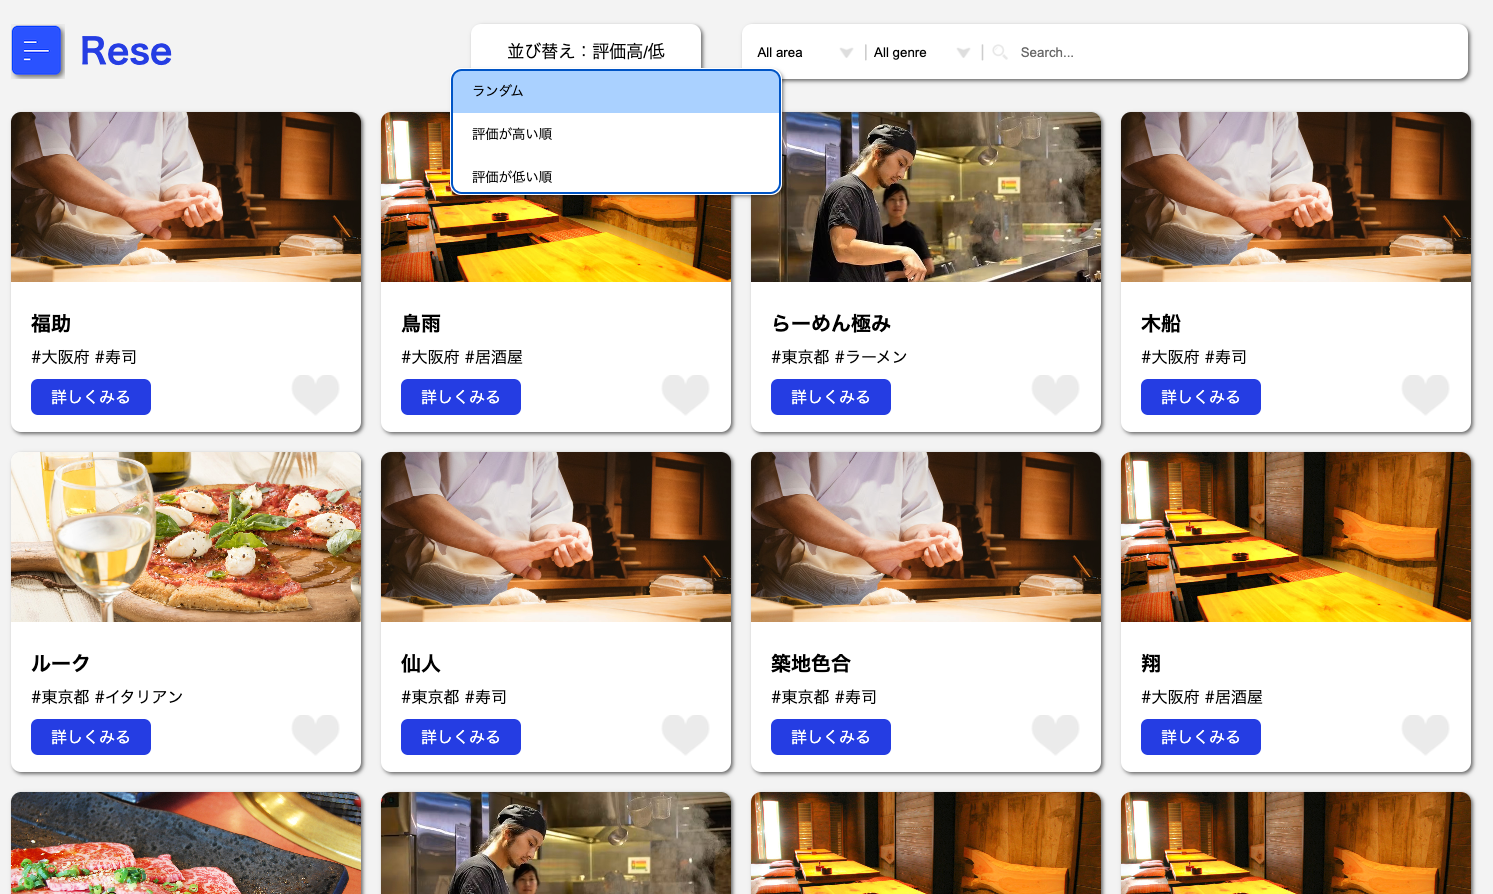 Rese
並び替え：評価高/低
All area
All genre
Search...
ランダム
評価が高い順
評価が低い順
福助
#大阪府 #寿司
詳しくみる
鳥雨
#大阪府 #居酒屋
詳しくみる
らーめん極み
#東京都 #ラーメン
詳しくみる
木船
#大阪府 #寿司
詳しくみる
ルーク
#東京都 #イタリアン
詳しくみる
仙人
#東京都 #寿司
詳しくみる
築地色合
#東京都 #寿司
詳しくみる
翔
#大阪府 #居酒屋
詳しくみる